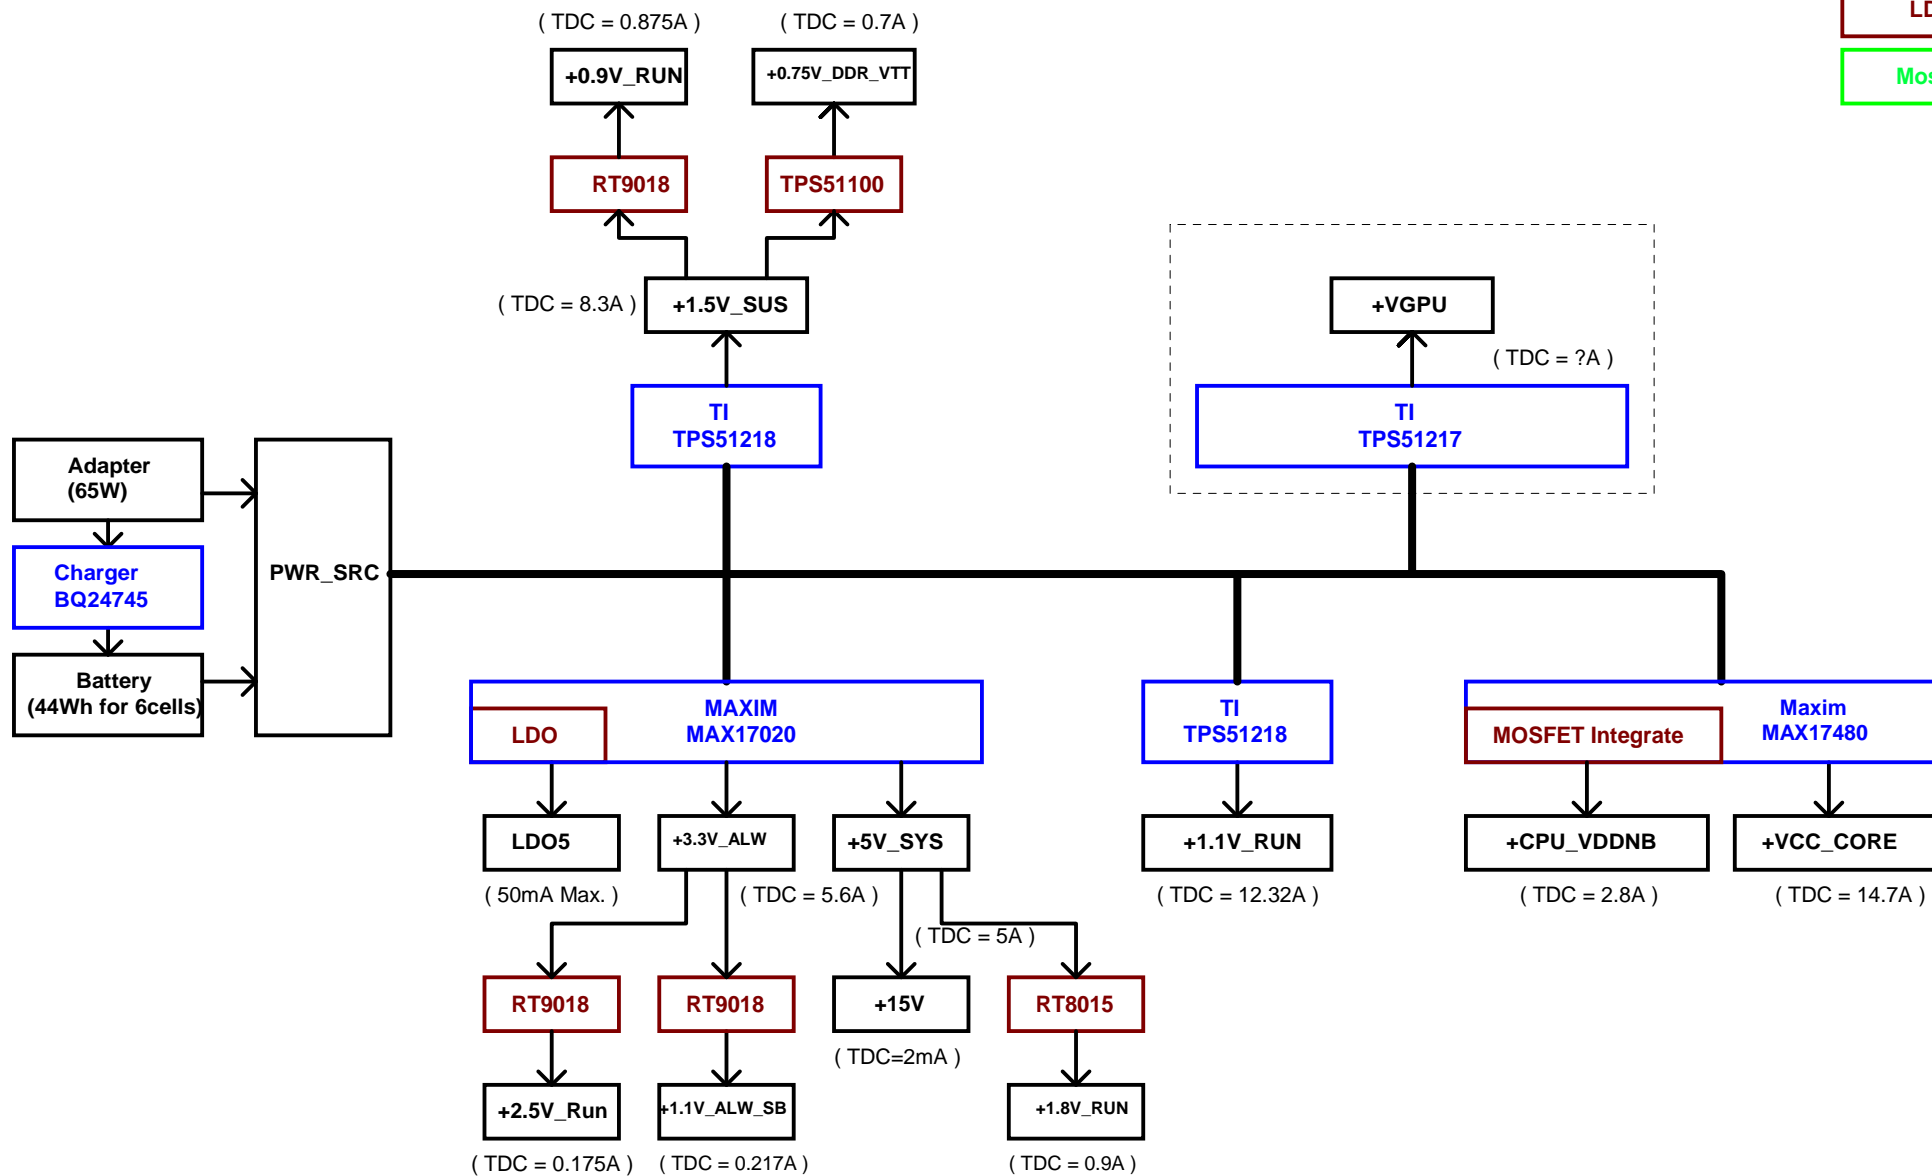 ( TDC = 0.875A )
( TDC = 0.7A )
+0.9V_RUN
+0.75V_DDR_VTT
RT9018
TPS51100
( TDC = 8.3A )
+1.5V_SUS
+VGPU
( TDC = ?A )
TI
TPS51218
TI
TPS51217
Adapter
(65W)
Charger
BQ24745
Battery
(44Wh for 6cells)
PWR_SRC
LDO
MAXIM
MAX17020
TI
TPS51218
MOSFET Integrate
Maxim
MAX17480
LDO5
+3.3V_ALW
+5V_SYS
+1.1V_RUN
+CPU_VDDNB
+VCC_CORE
( 50mA Max. )
( TDC = 5.6A )
( TDC = 12.32A )
( TDC = 2.8A )
( TDC = 14.7A )
( TDC = 5A )
RT9018
RT9018
+15V
RT8015
( TDC=2mA )
+2.5V_Run
+1.1V_ALW_SB
+1.8V_RUN
( TDC = 0.175A )
( TDC = 0.217A )
( TDC = 0.9A )